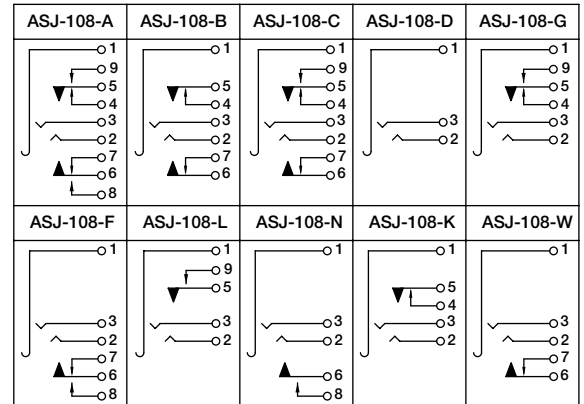 ASJ-108-A ASJ-108-B ASJ-108-C ASJ-108-D ASJ-108-G
1 1 1 1 1
9 9 9
5 5 5 5
4 4 4 4
3 3 3 3 3
2 2 2 2 2
7 7 7
6 6 6
8
ASJ-108-F ASJ-108-L ASJ-108-N ASJ-108-K ASJ-108-W
1 1 1 1 1
9
5 5
4
3 3 3 3 3
2 2 2 2 2
7 7
6 6 6
8 8